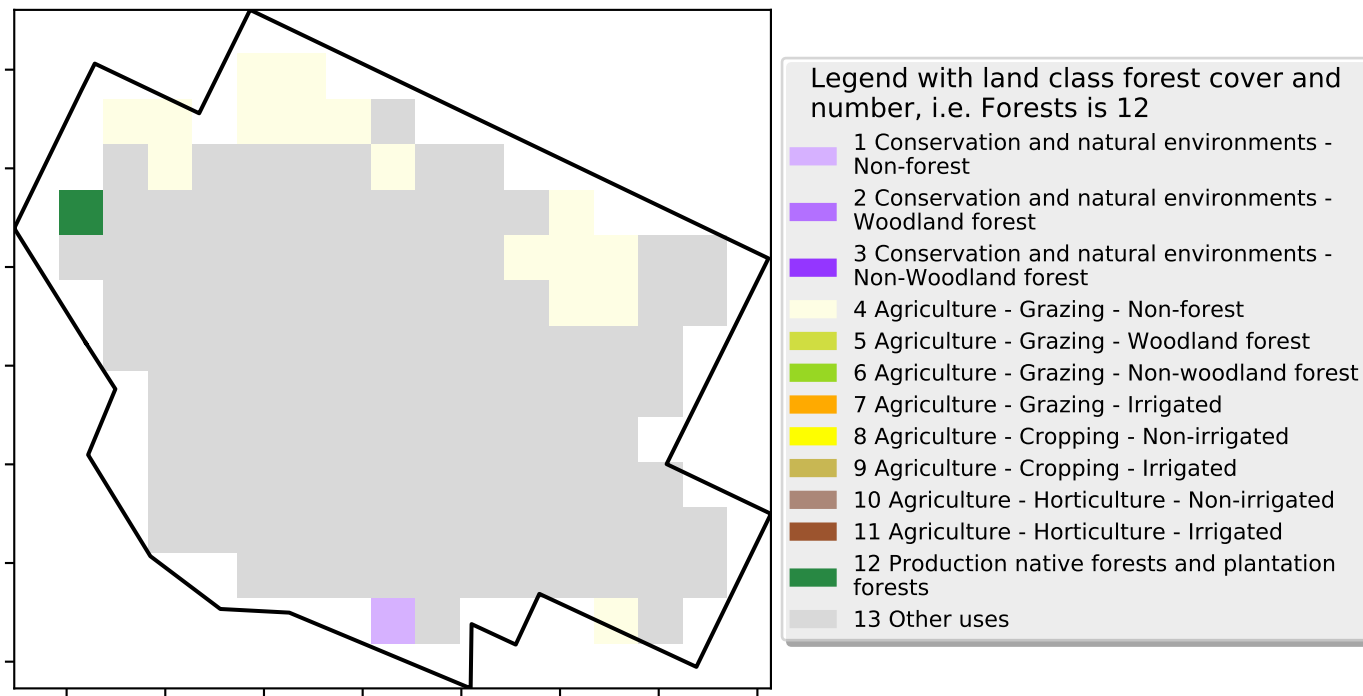 Legend with land class forest cover and
number, i.e. Forests is 12
1 Conservation and natural environments -
Non-forest
2 Conservation and natural environments -
Woodland forest
3 Conservation and natural environments -
Non-Woodland forest
4 Agriculture - Grazing - Non-forest
5 Agriculture - Grazing - Woodland forest
6 Agriculture - Grazing - Non-woodland forest
7 Agriculture - Grazing - Irrigated
8 Agriculture - Cropping - Non-irrigated
9 Agriculture - Cropping - Irrigated
10 Agriculture - Horticulture - Non-irrigated
11 Agriculture - Horticulture - Irrigated
12 Production native forests and plantation
forests
13 Other uses